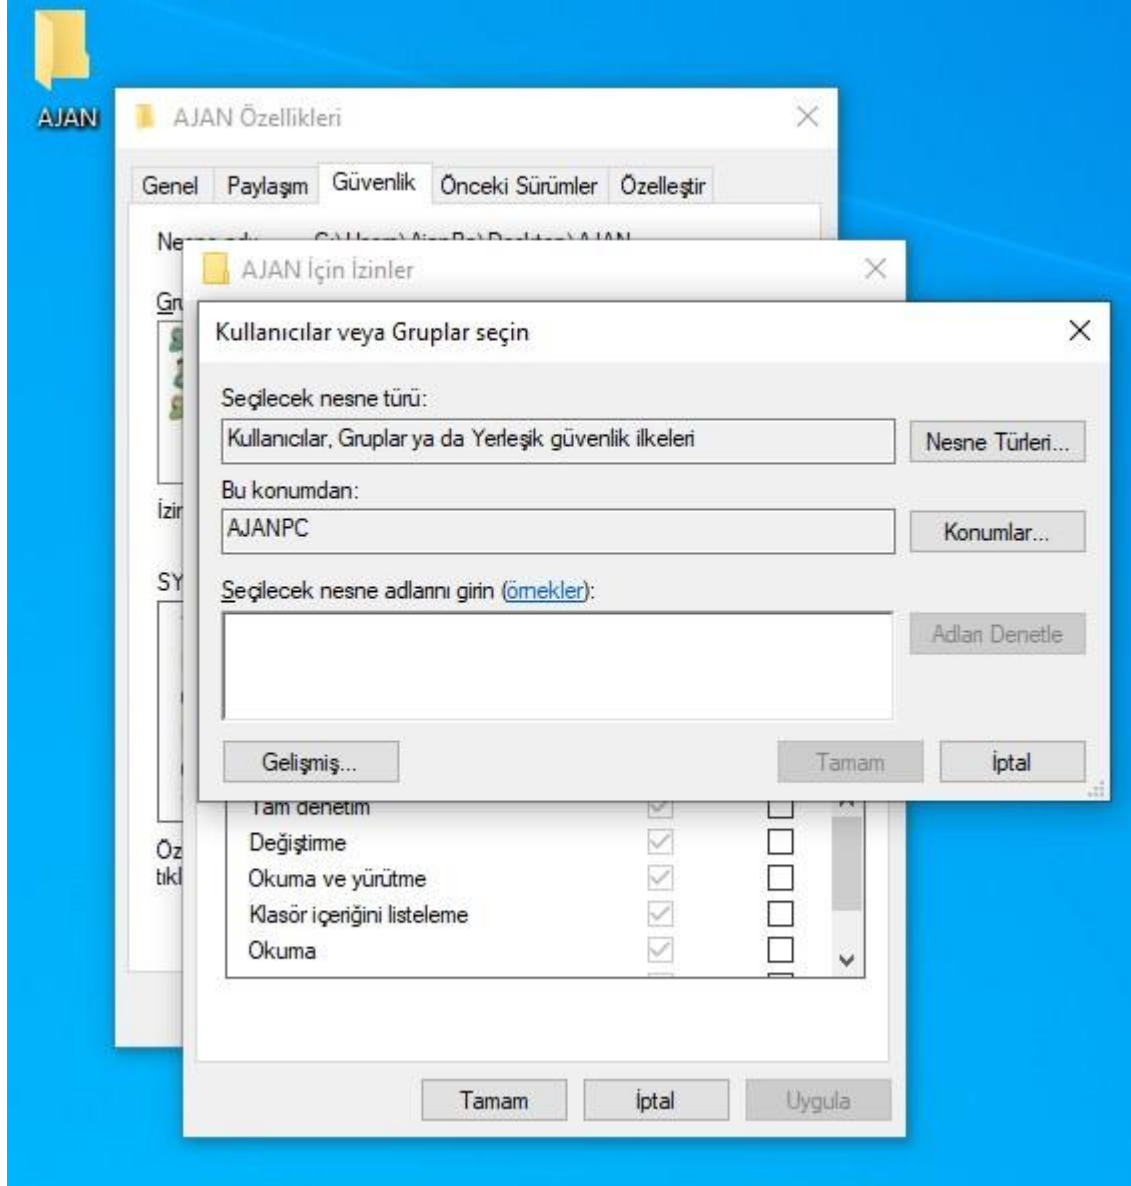 AJAN
AJAN Özellikleri
Genel Paylaşım Güvenlik Önceki Sürümler Özelleştir
AJAN İçin İzinler
Kullanıcılar veya Gruplar seçin
Seçilecek nesne türü:
Kullanıcılar, Gruplar ya da Yerleşik güvenlik ilkeleri
Nesne Türleri...
Bu konumdan:
AJANPC
Konumlar...
Seçilecek nesne adlarını girin (örnekler):
Adları Denetle
Gelişmiş...
Tamam
İptal
Tam denetim
Değiştirme
Okuma ve yürütme
Klasör içeriğini listeleme
Okuma
Tamam
İptal
Uygula